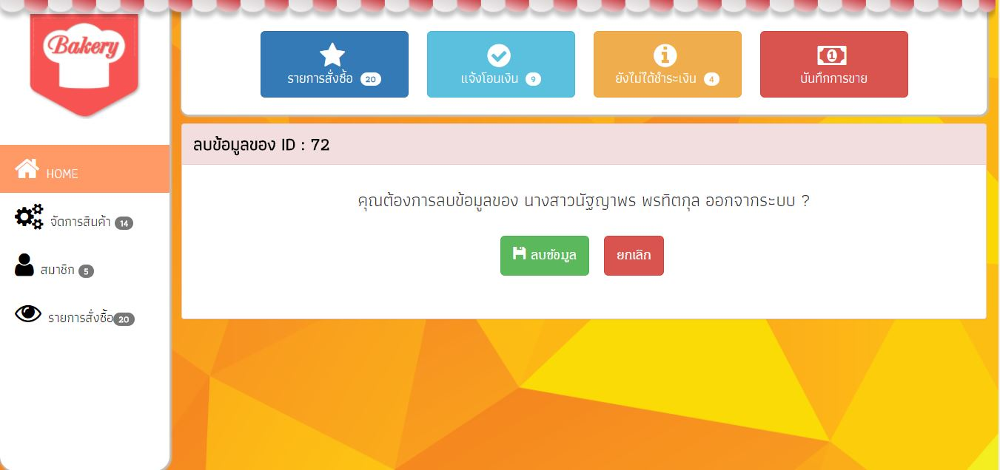 Bakery
รายการสั่งซื้อ 20
แจ้งโอนเงิน 9
ยังไม่ได้ชำระเงิน 4
1
บันทึกการขาย
HOME
จัดการสินค้า 14
สมาชิก 5
รายการสั่งซื้อ 20
ลบข้อมูลของ ID : 72
คุณต้องการลบข้อมูลของ นางสาวนัฐญาพร พรทิตกุล ออกจากระบบ ?
ลบข้อมูล
ยกเลิก